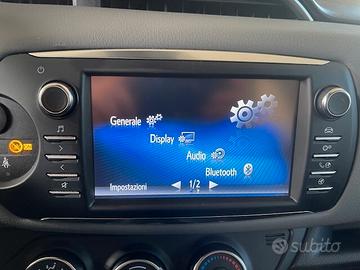 Generale
Display
Audio
Bluetooth
Impostazioni
1/2
subito